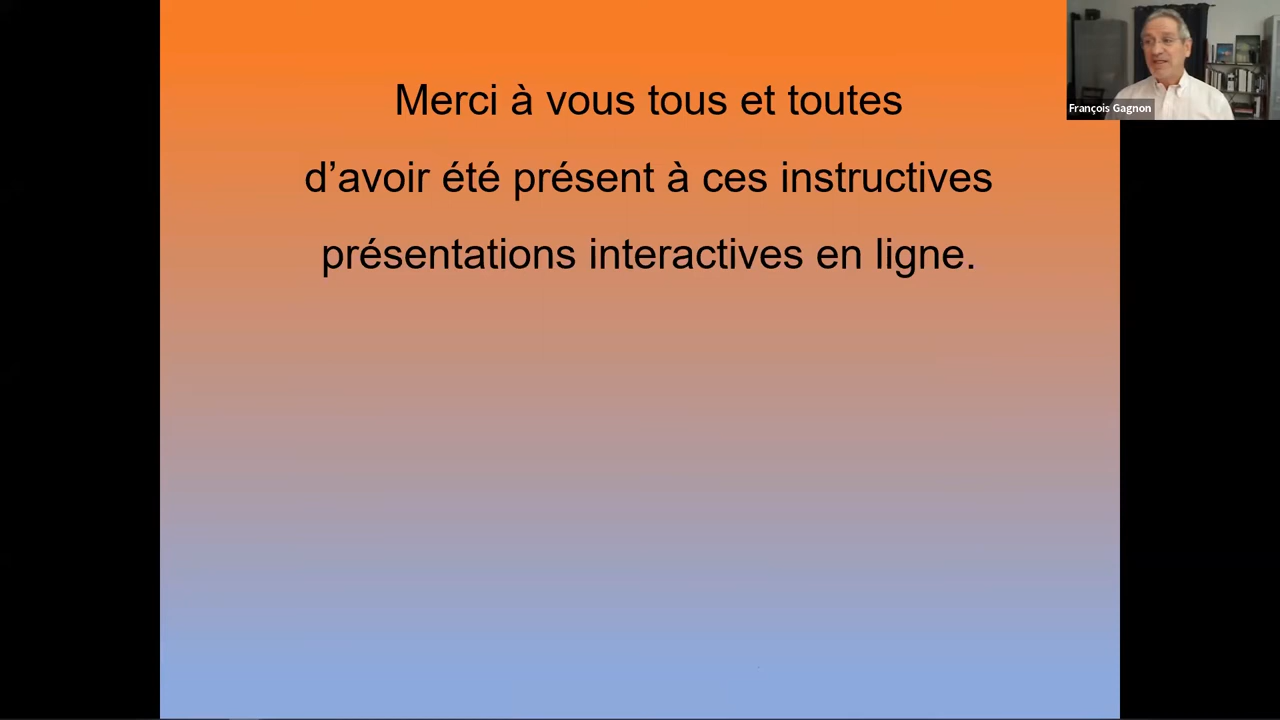 Merci à vous tous et toutes
d’avoir été présent à ces instructives
présentations interactives en ligne.
François Gagnon